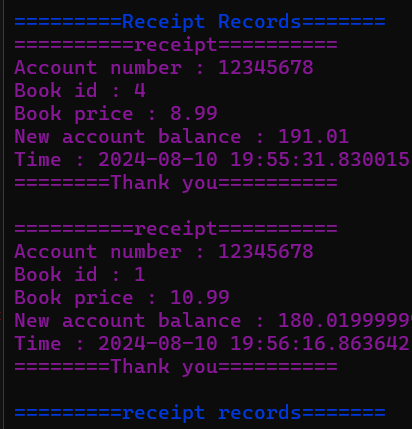 =========Receipt Records=======
==========receipt==========
Account number : 12345678
Book id : 4
Book price : 8.99
New account balance : 191.01
Time : 2024-08-10 19:55:31.830015
========Thank you==========
==========receipt==========
Account number : 12345678
Book id : 1
Book price : 10.99
New account balance : 180.0199999
Time : 2024-08-10 19:56:16.863642
========Thank you==========
=========receipt records=======